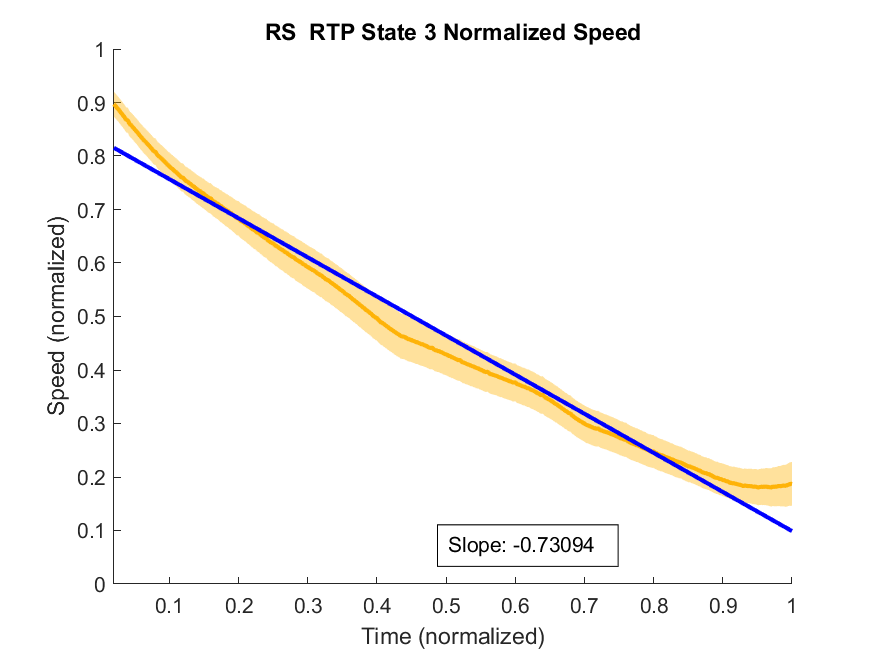 RS  RTP State 3 Normalized Speed
1
0.9
0.8
0.7
0.6
0.5
0.4
0.3
0.2
0.1
0
Speed (normalized)
Slope: -0.73094
0.1 0.2 0.3 0.4 0.5 0.6 0.7 0.8 0.9 1
Time (normalized)